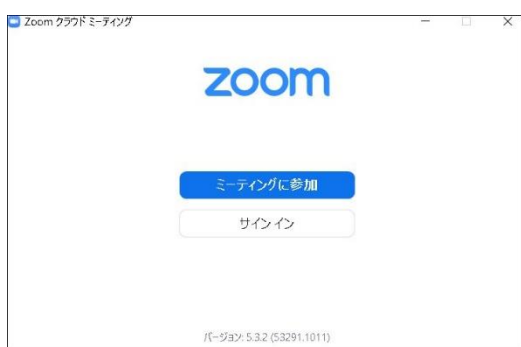 Zoom クラウド ミーティング
zoom
ミーティングに参加
サインイン
バージョン: 5.3.2 (53291.1011)